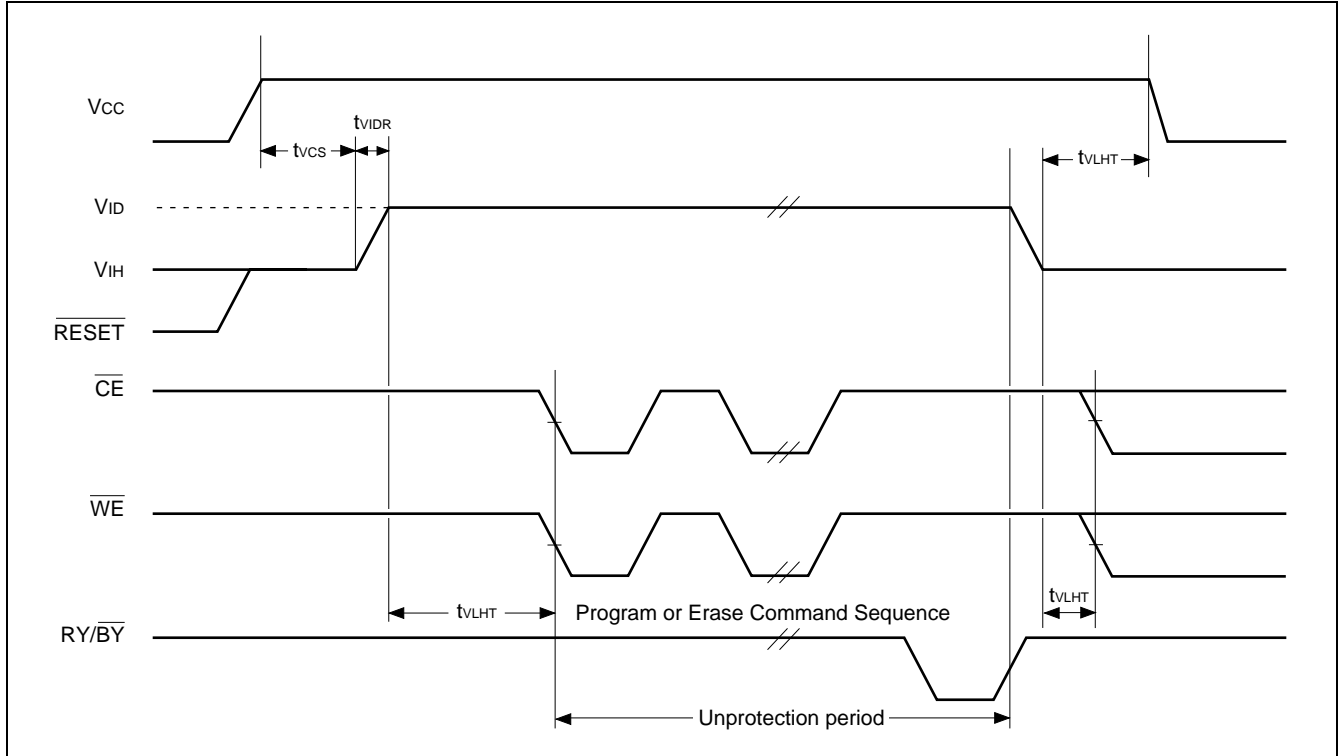 VCC
tVIDR
tVCS
tVLHT
VID
VIH
RESET
CE
WE
tVLHT
Program or Erase Command Sequence
tVLHT
RY/BY
Unprotection period